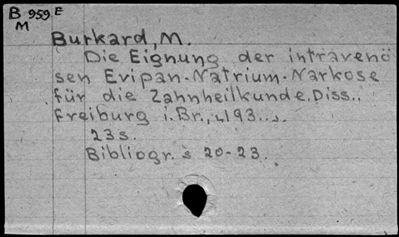 B 959 E
M
Burkard, M.
Die Eignung der intravenö
sen Evipan-Natrium-Narkose
für die Zahnheilkunde. Diss.
Freiburg i. Br., 193...
23 s.
Bibliogr. s 20-23.